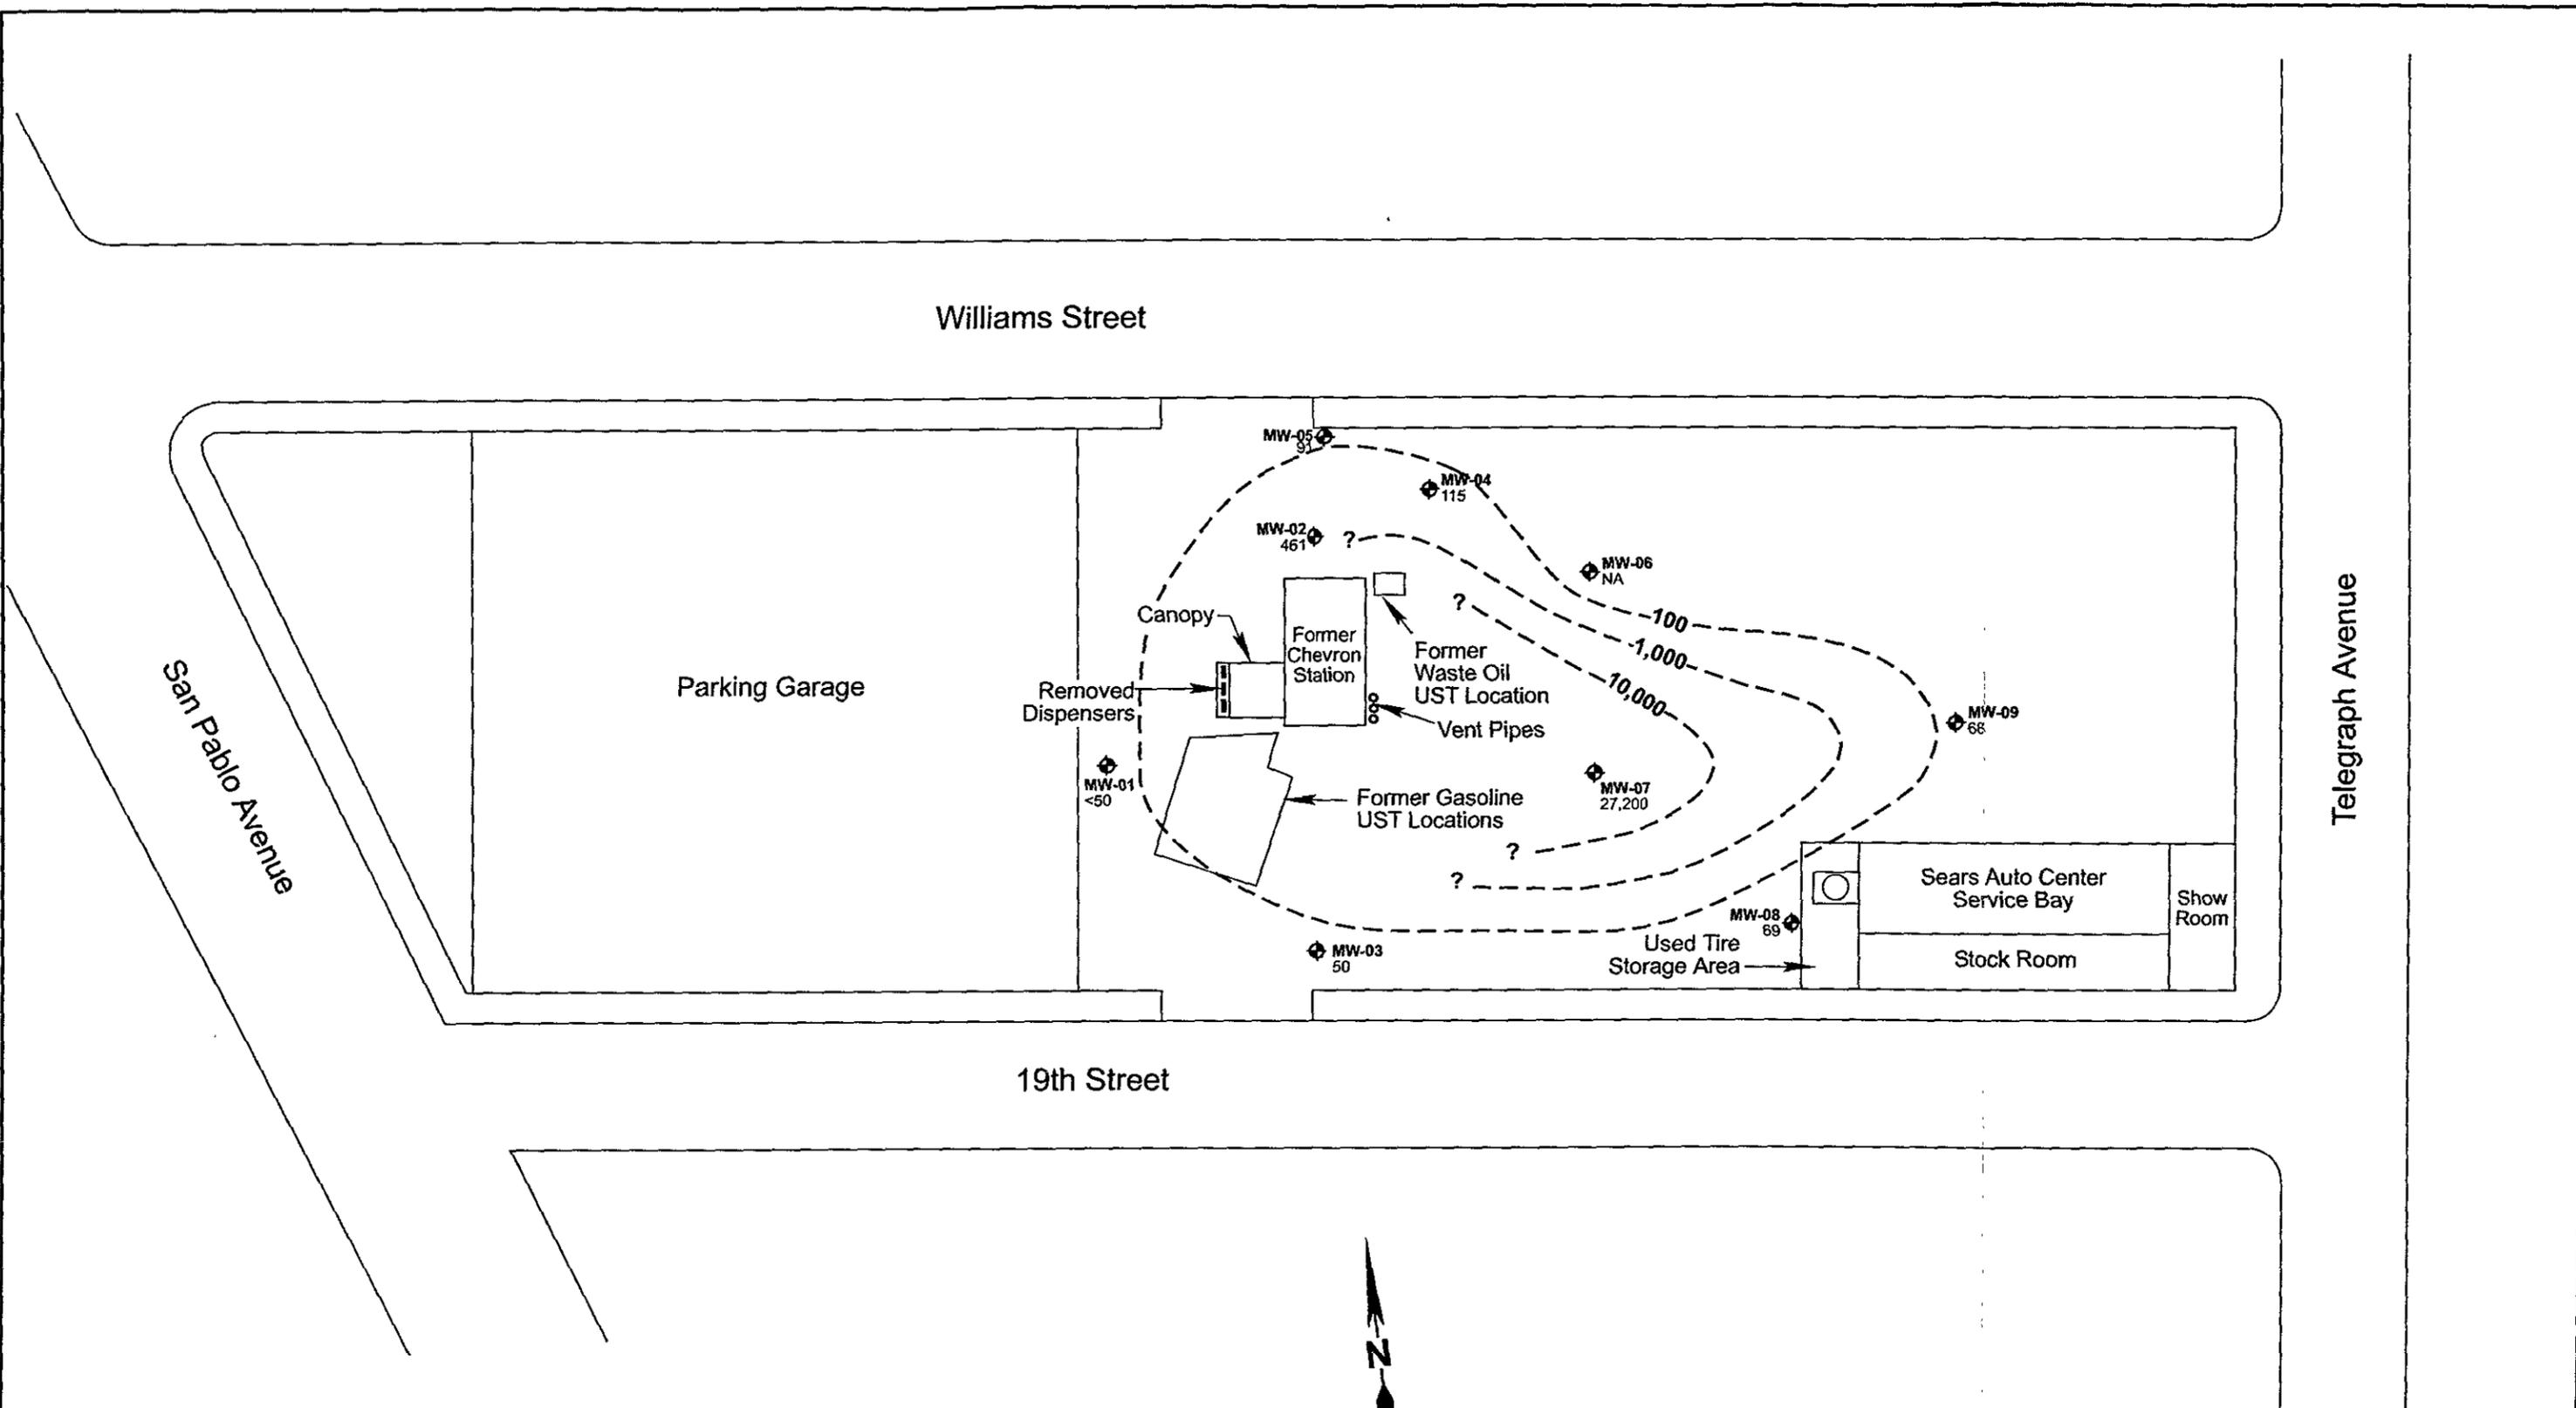 Williams Street
MW-05
91
MW-04
115
MW-02
461
?
MW-06
NA
?
100
Canopy
1,000
Former
Chevron
Station
Former
Waste Oil
UST Location
10,000
Parking Garage
Removed
Dispensers
Vent Pipes
MW-09
66
San Pablo Avenue
Telegraph Avenue
MW-01
<50
MW-07
27,200
Former Gasoline
UST Locations
?
?
Sears Auto Center
Service Bay
Show
Room
MW-08
69
Used Tire
Storage Area
MW-03
50
Stock Room
19th Street
N